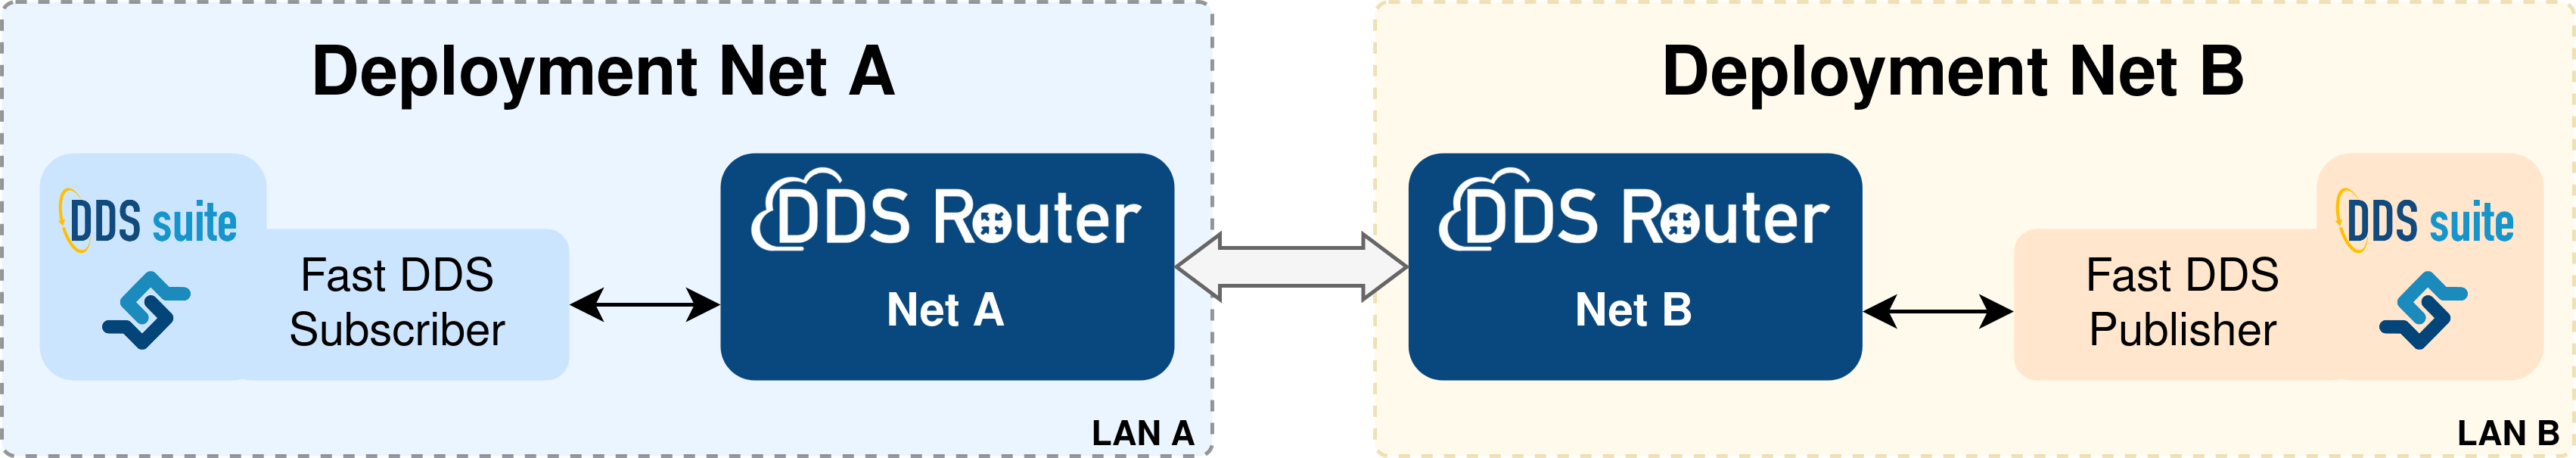 Deployment Net A
DDS suite
Fast DDS
Subscriber
DDS Router
Net A
LAN A
Deployment Net B
DDS Router
Net B
Fast DDS
Publisher
DDS suite
LAN B